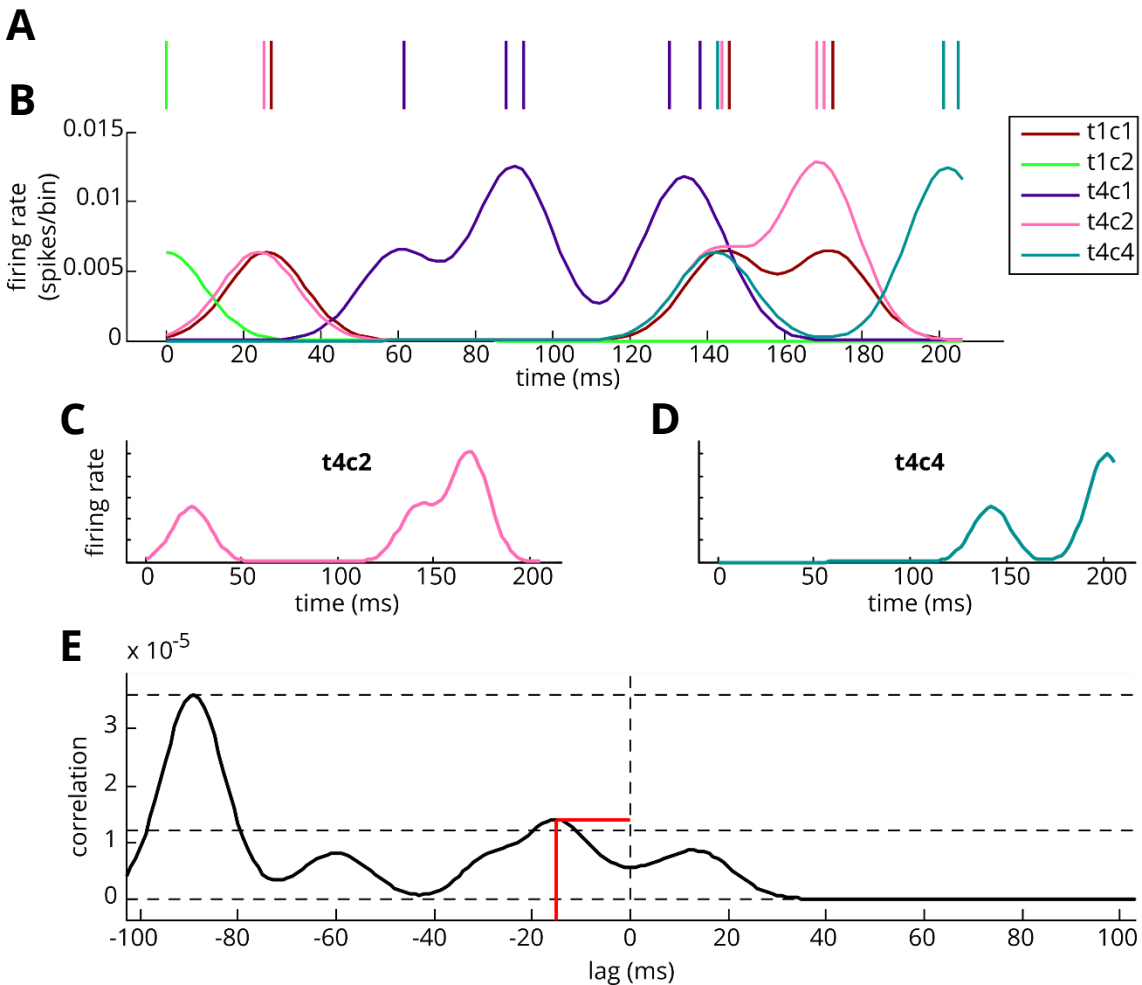 A
B
firing rate
(spikes/bin)
0.015
0.01
0.005
0
0 20 40 60 80 100 120 140 160 180 200
time (ms)
t1c1
t1c2
t4c1
t4c2
t4c4
C
t4c2
firing rate
0 50 100 150 200
time (ms)
D
t4c4
0 50 100 150 200
time (ms)
E
x 10-5
correlation
3
2
1
0
-100 -80 -60 -40 -20 0 20 40 60 80 100
lag (ms)